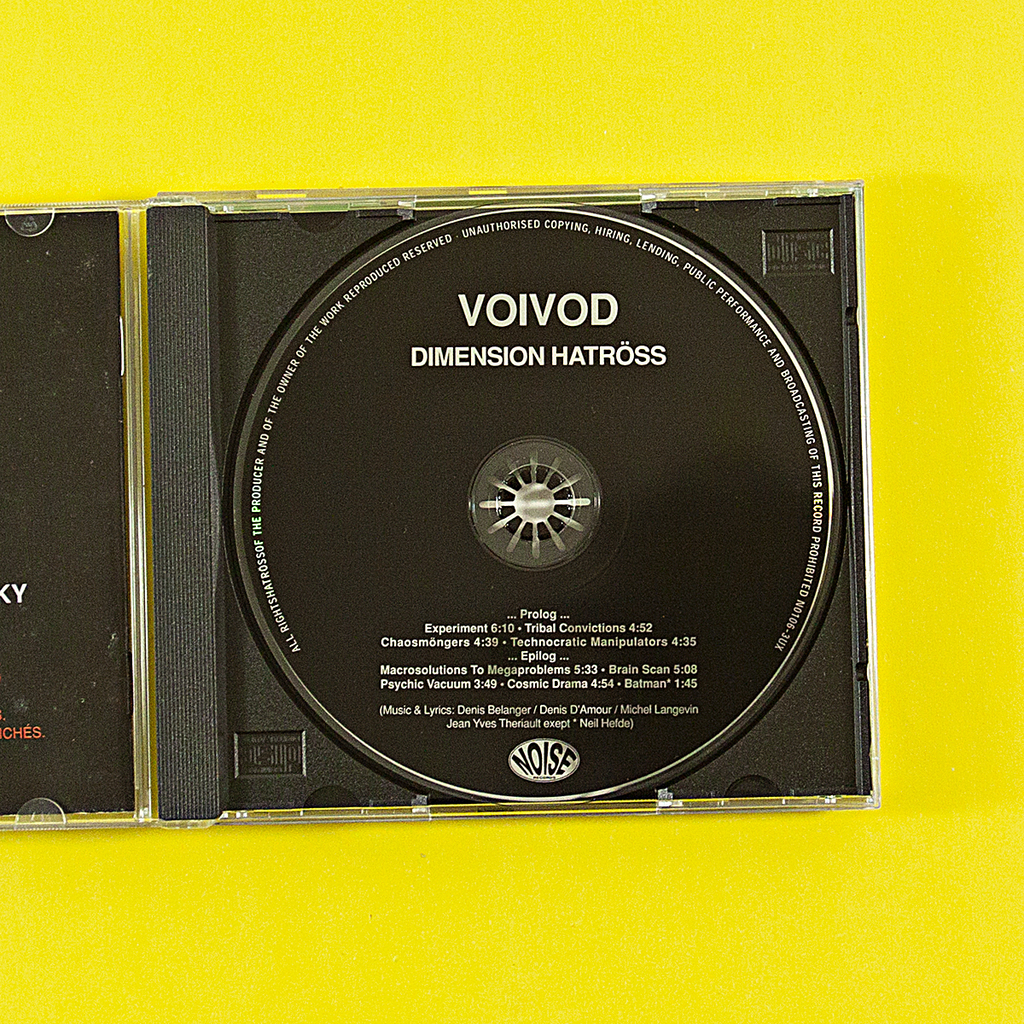 KY
S.
ICHÉS.
ALL RIGHTSHATROSSOF THE PRODUCER AND OF THE OWNER OF THE WORK REPRODUCED RESERVED · UNAUTHORISED COPYING, HIRING, LENDING, PUBLIC PERFORMANCE AND BROADCASTING OF THIS RECORD PROHIBITED N0106-3UX
VOIVOD
DIMENSION HATRÖSS
... Prolog ...
Experiment 6:10 • Tribal Convictions 4:52
Chaosmöngers 4:39 • Technocratic Manipulators 4:35
... Epilog ...
Macrosolutions To Megaproblems 5:33 • Brain Scan 5:08
Psychic Vacuum 3:49 • Cosmic Drama 4:54 • Batman* 1:45
(Music & Lyrics: Denis Belanger / Denis D'Amour / Michel Langevin
Jean Yves Theriault exept * Neil Hefde)
NOISE
RECORDS